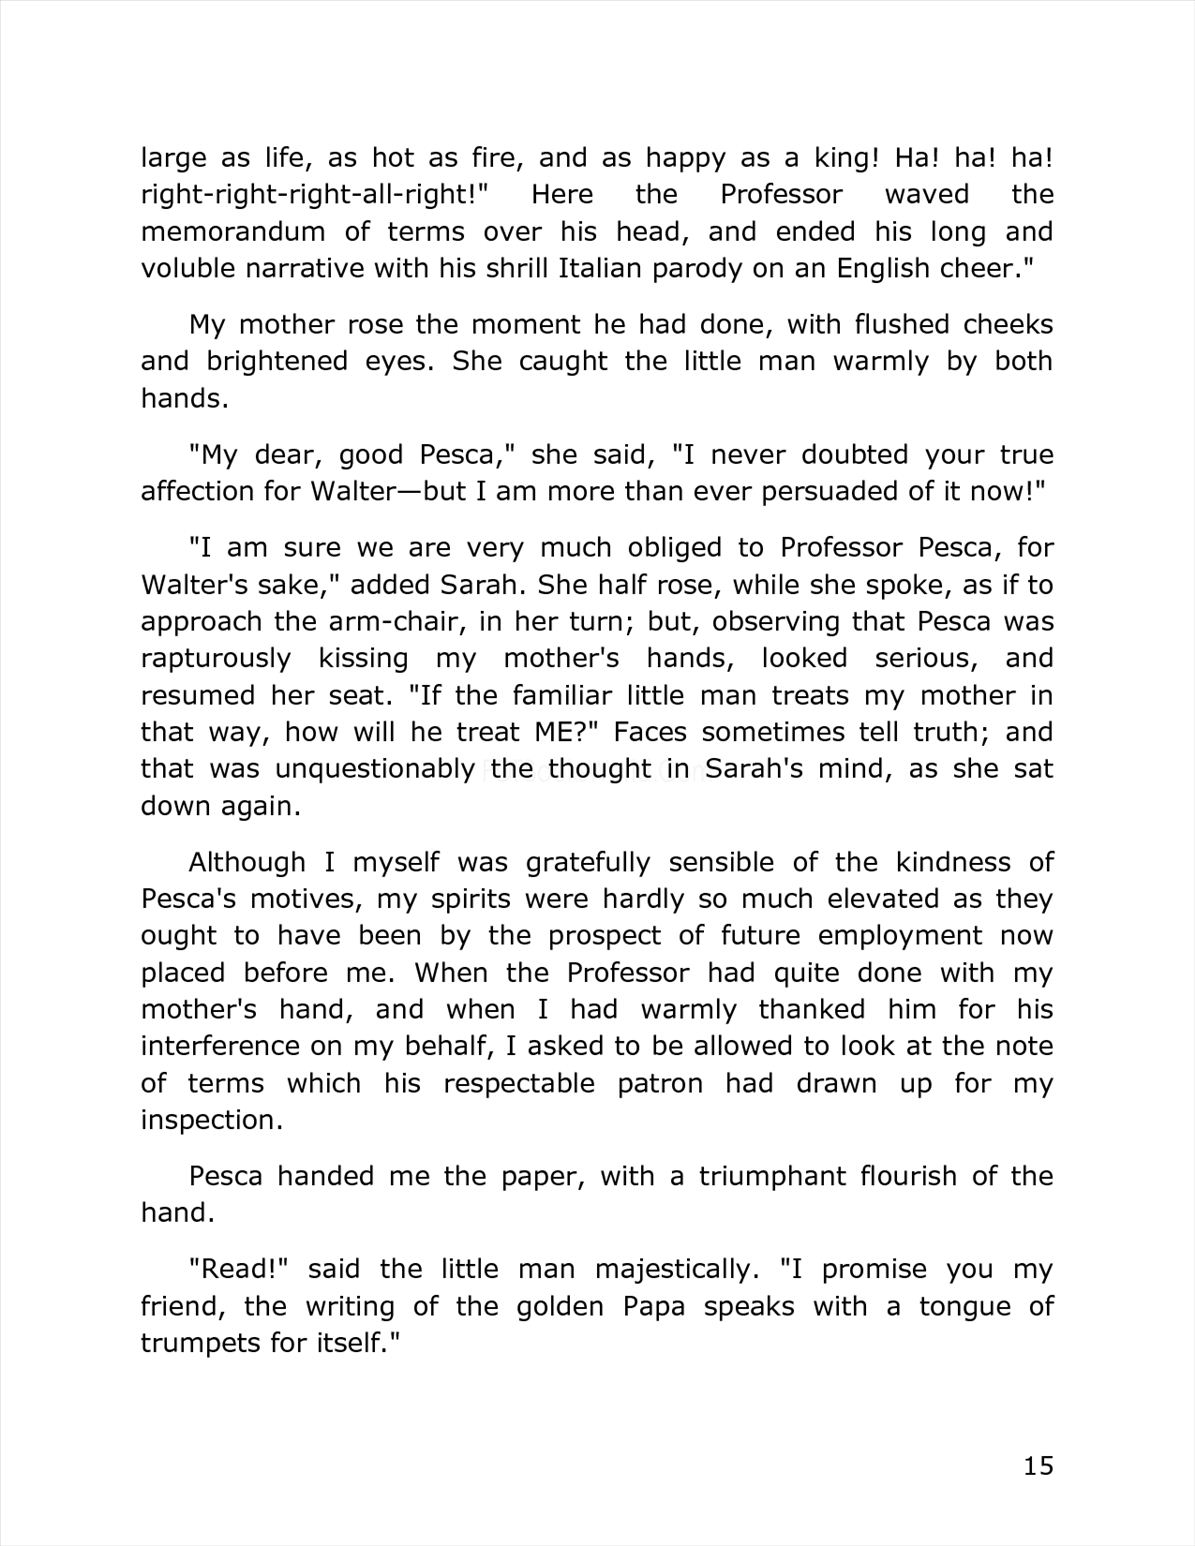 large as life, as hot as fire, and as happy as a king! Ha! ha! ha!
right-right-right-all-right!" Here the Professor waved the
memorandum of terms over his head, and ended his long and
voluble narrative with his shrill Italian parody on an English cheer."
My mother rose the moment he had done, with flushed cheeks
and brightened eyes. She caught the little man warmly by both
hands.
"My dear, good Pesca," she said, "I never doubted your true
affection for Walter—but I am more than ever persuaded of it now!"
"I am sure we are very much obliged to Professor Pesca, for
Walter's sake," added Sarah. She half rose, while she spoke, as if to
approach the arm-chair, in her turn; but, observing that Pesca was
rapturously kissing my mother's hands, looked serious, and
resumed her seat. "If the familiar little man treats my mother in
that way, how will he treat ME?" Faces sometimes tell truth; and
that was unquestionably the thought in Sarah's mind, as she sat
down again.
Although I myself was gratefully sensible of the kindness of
Pesca's motives, my spirits were hardly so much elevated as they
ought to have been by the prospect of future employment now
placed before me. When the Professor had quite done with my
mother's hand, and when I had warmly thanked him for his
interference on my behalf, I asked to be allowed to look at the note
of terms which his respectable patron had drawn up for my
inspection.
Pesca handed me the paper, with a triumphant flourish of the
hand.
"Read!" said the little man majestically. "I promise you my
friend, the writing of the golden Papa speaks with a tongue of
trumpets for itself."
15